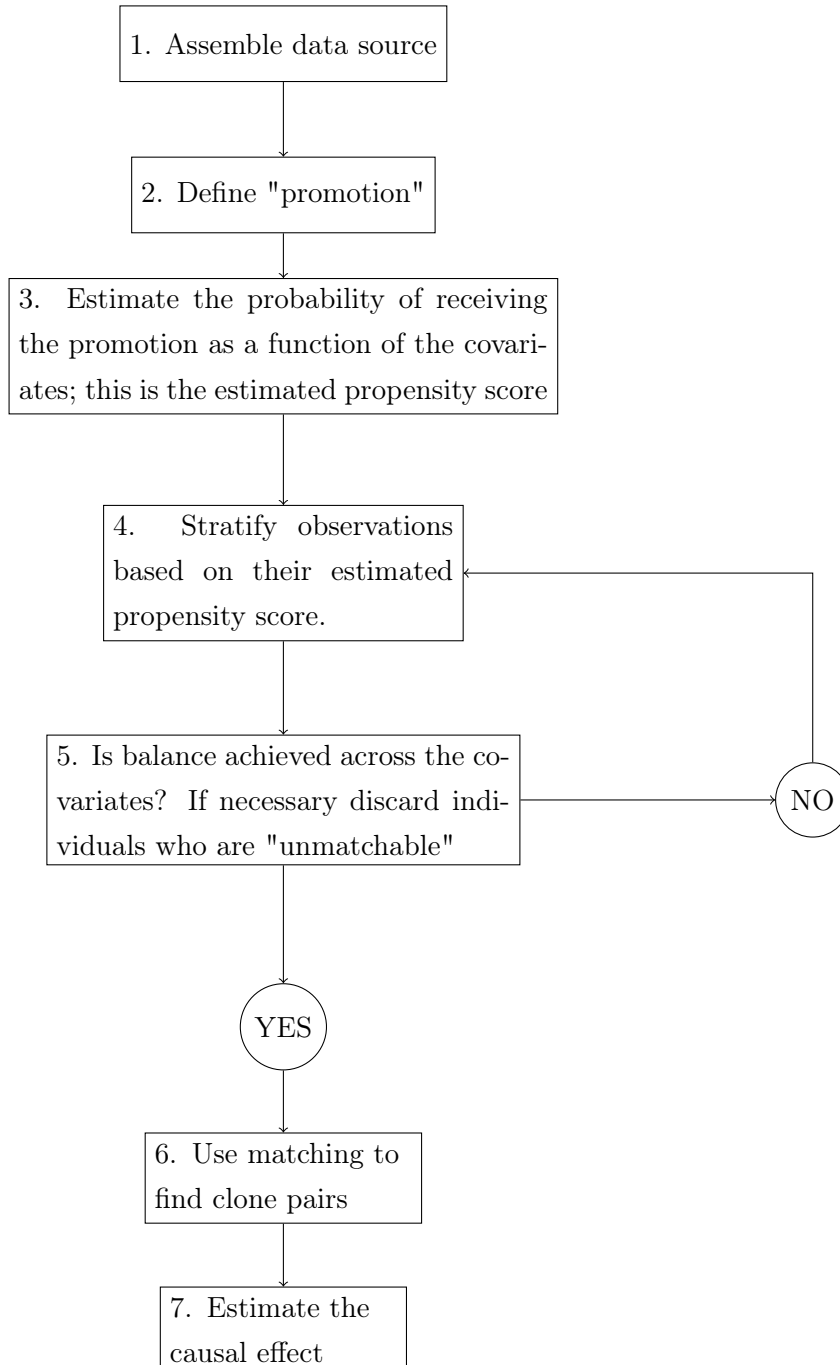 1. Assemble data source
2. Define "promotion"
3. Estimate the probability of receiving
the promotion as a function of the covari-
ates; this is the estimated propensity score
4. Stratify observations
based on their estimated
propensity score.
5. Is balance achieved across the co-
variates? If necessary discard indi-
viduals who are "unmatchable"
NO
YES
6. Use matching to
find clone pairs
7. Estimate the
causal effect